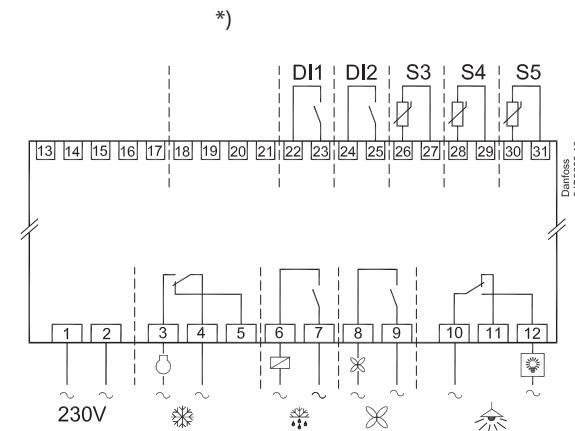 *)
DI1 DI2 S3 S4 S5
13 14 15 16 17 18 19 20 21 22 23 24 25 26 27 28 29 30 31
Danfoss
1 2 3 4 5 6 7 8 9 10 11 12
~ ~ ~ ~ ~ ~ ~ ~ ~ ~
230V